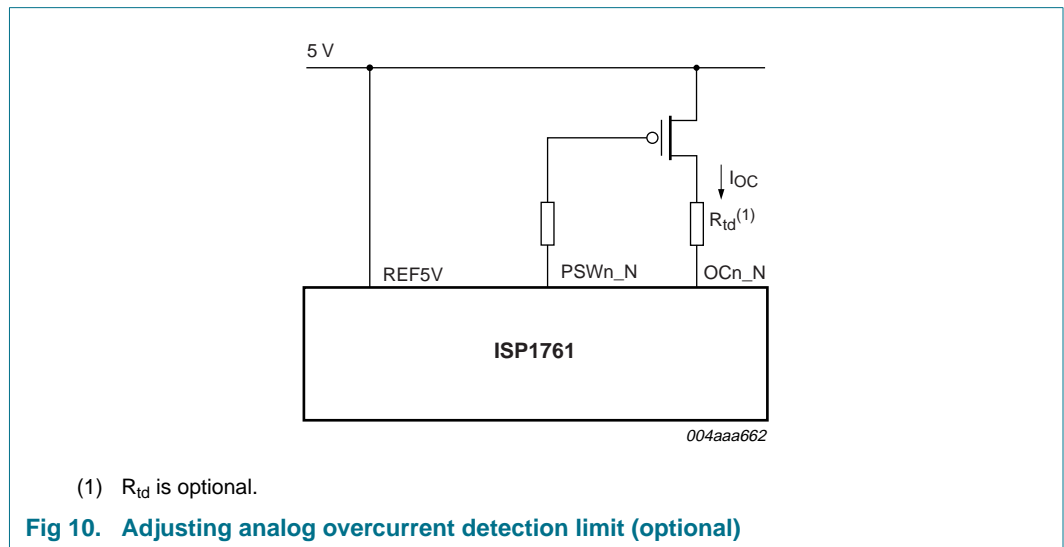 5 V
IOC
Rtd(1)
REF5V
PSWn_N
OCn_N
ISP1761
004aaa662
(1) Rtd is optional.
Fig 10. Adjusting analog overcurrent detection limit (optional)